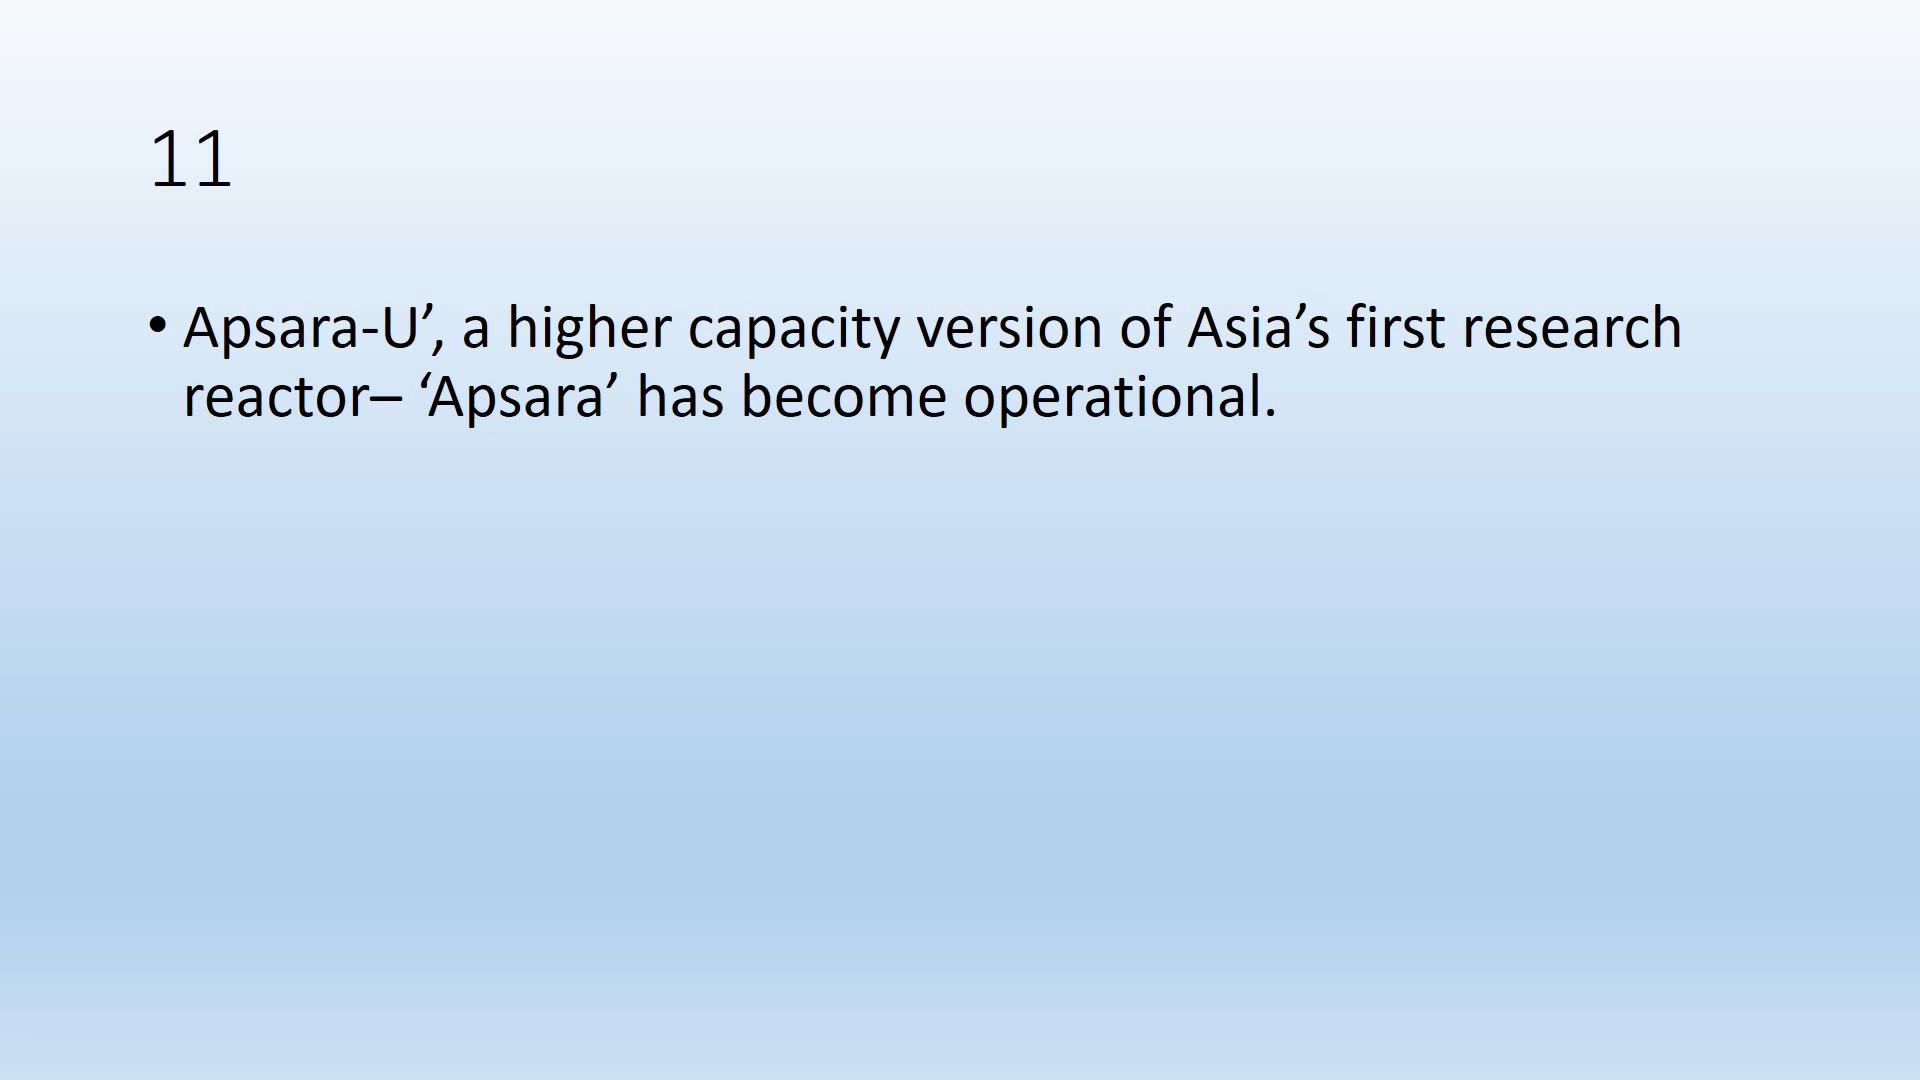 11
• Apsara-U’, a higher capacity version of Asia’s first research
reactor– ‘Apsara’ has become operational.